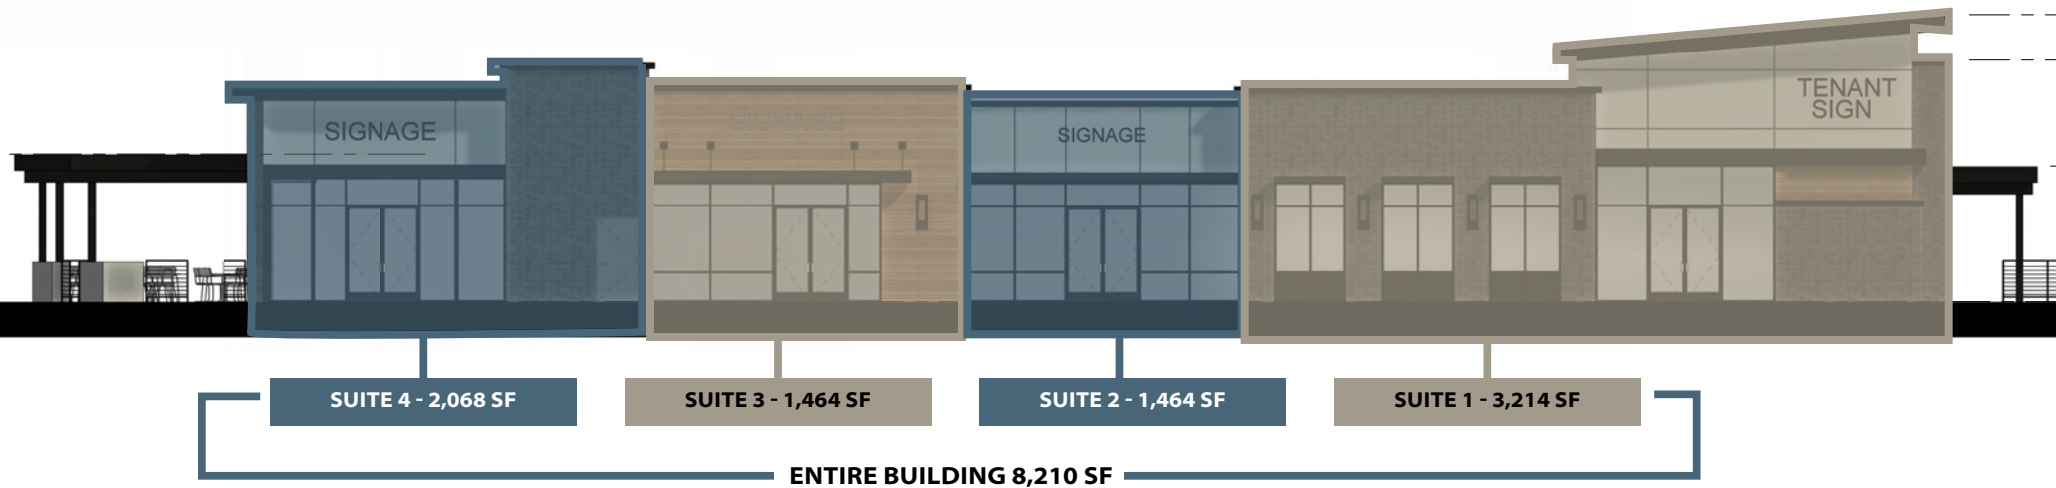 TENANT
SIGN
SIGNAGE
SIGNAGE
SIGNAGE
SUITE 4 - 2,068 SF
SUITE 3 - 1,464 SF
SUITE 2 - 1,464 SF
SUITE 1 - 3,214 SF
ENTIRE BUILDING 8,210 SF